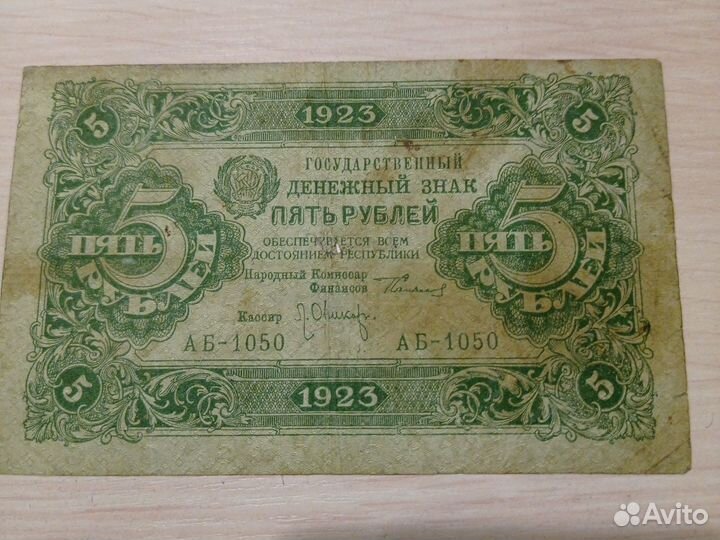 5 1923 5
ГОСУДАРСТВЕННЫЙ
ДЕНЕЖНЫЙ ЗНАК
ПЯТЬ РУБЛЕЙ
5 ПЯТЬ РУБЛЕЙ
5 ПЯТЬ РУБЛЕЙ
ОБЕСПЕЧИВАЕТСЯ ВСЕМ
ДОСТОЯНИЕМ РЕСПУБЛИКИ
Народный Комиссар
Финансов
Кассир
АБ-1050 АБ-1050
5 1923 5
Avito